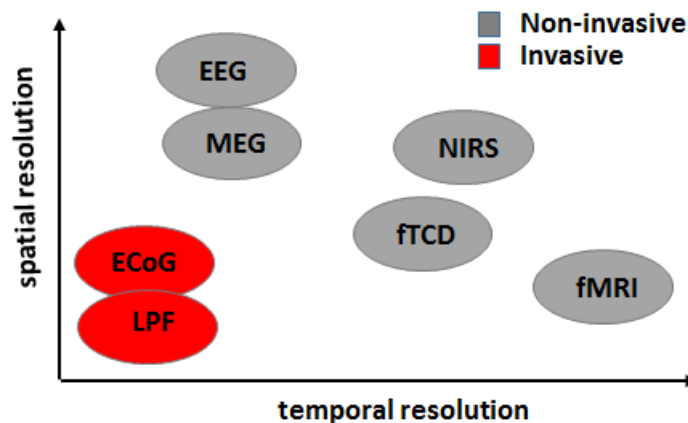 Non-invasive
Invasive
EEG
MEG
NIRS
fTCD
ECoG
fMRI
LPF
spatial resolution
temporal resolution